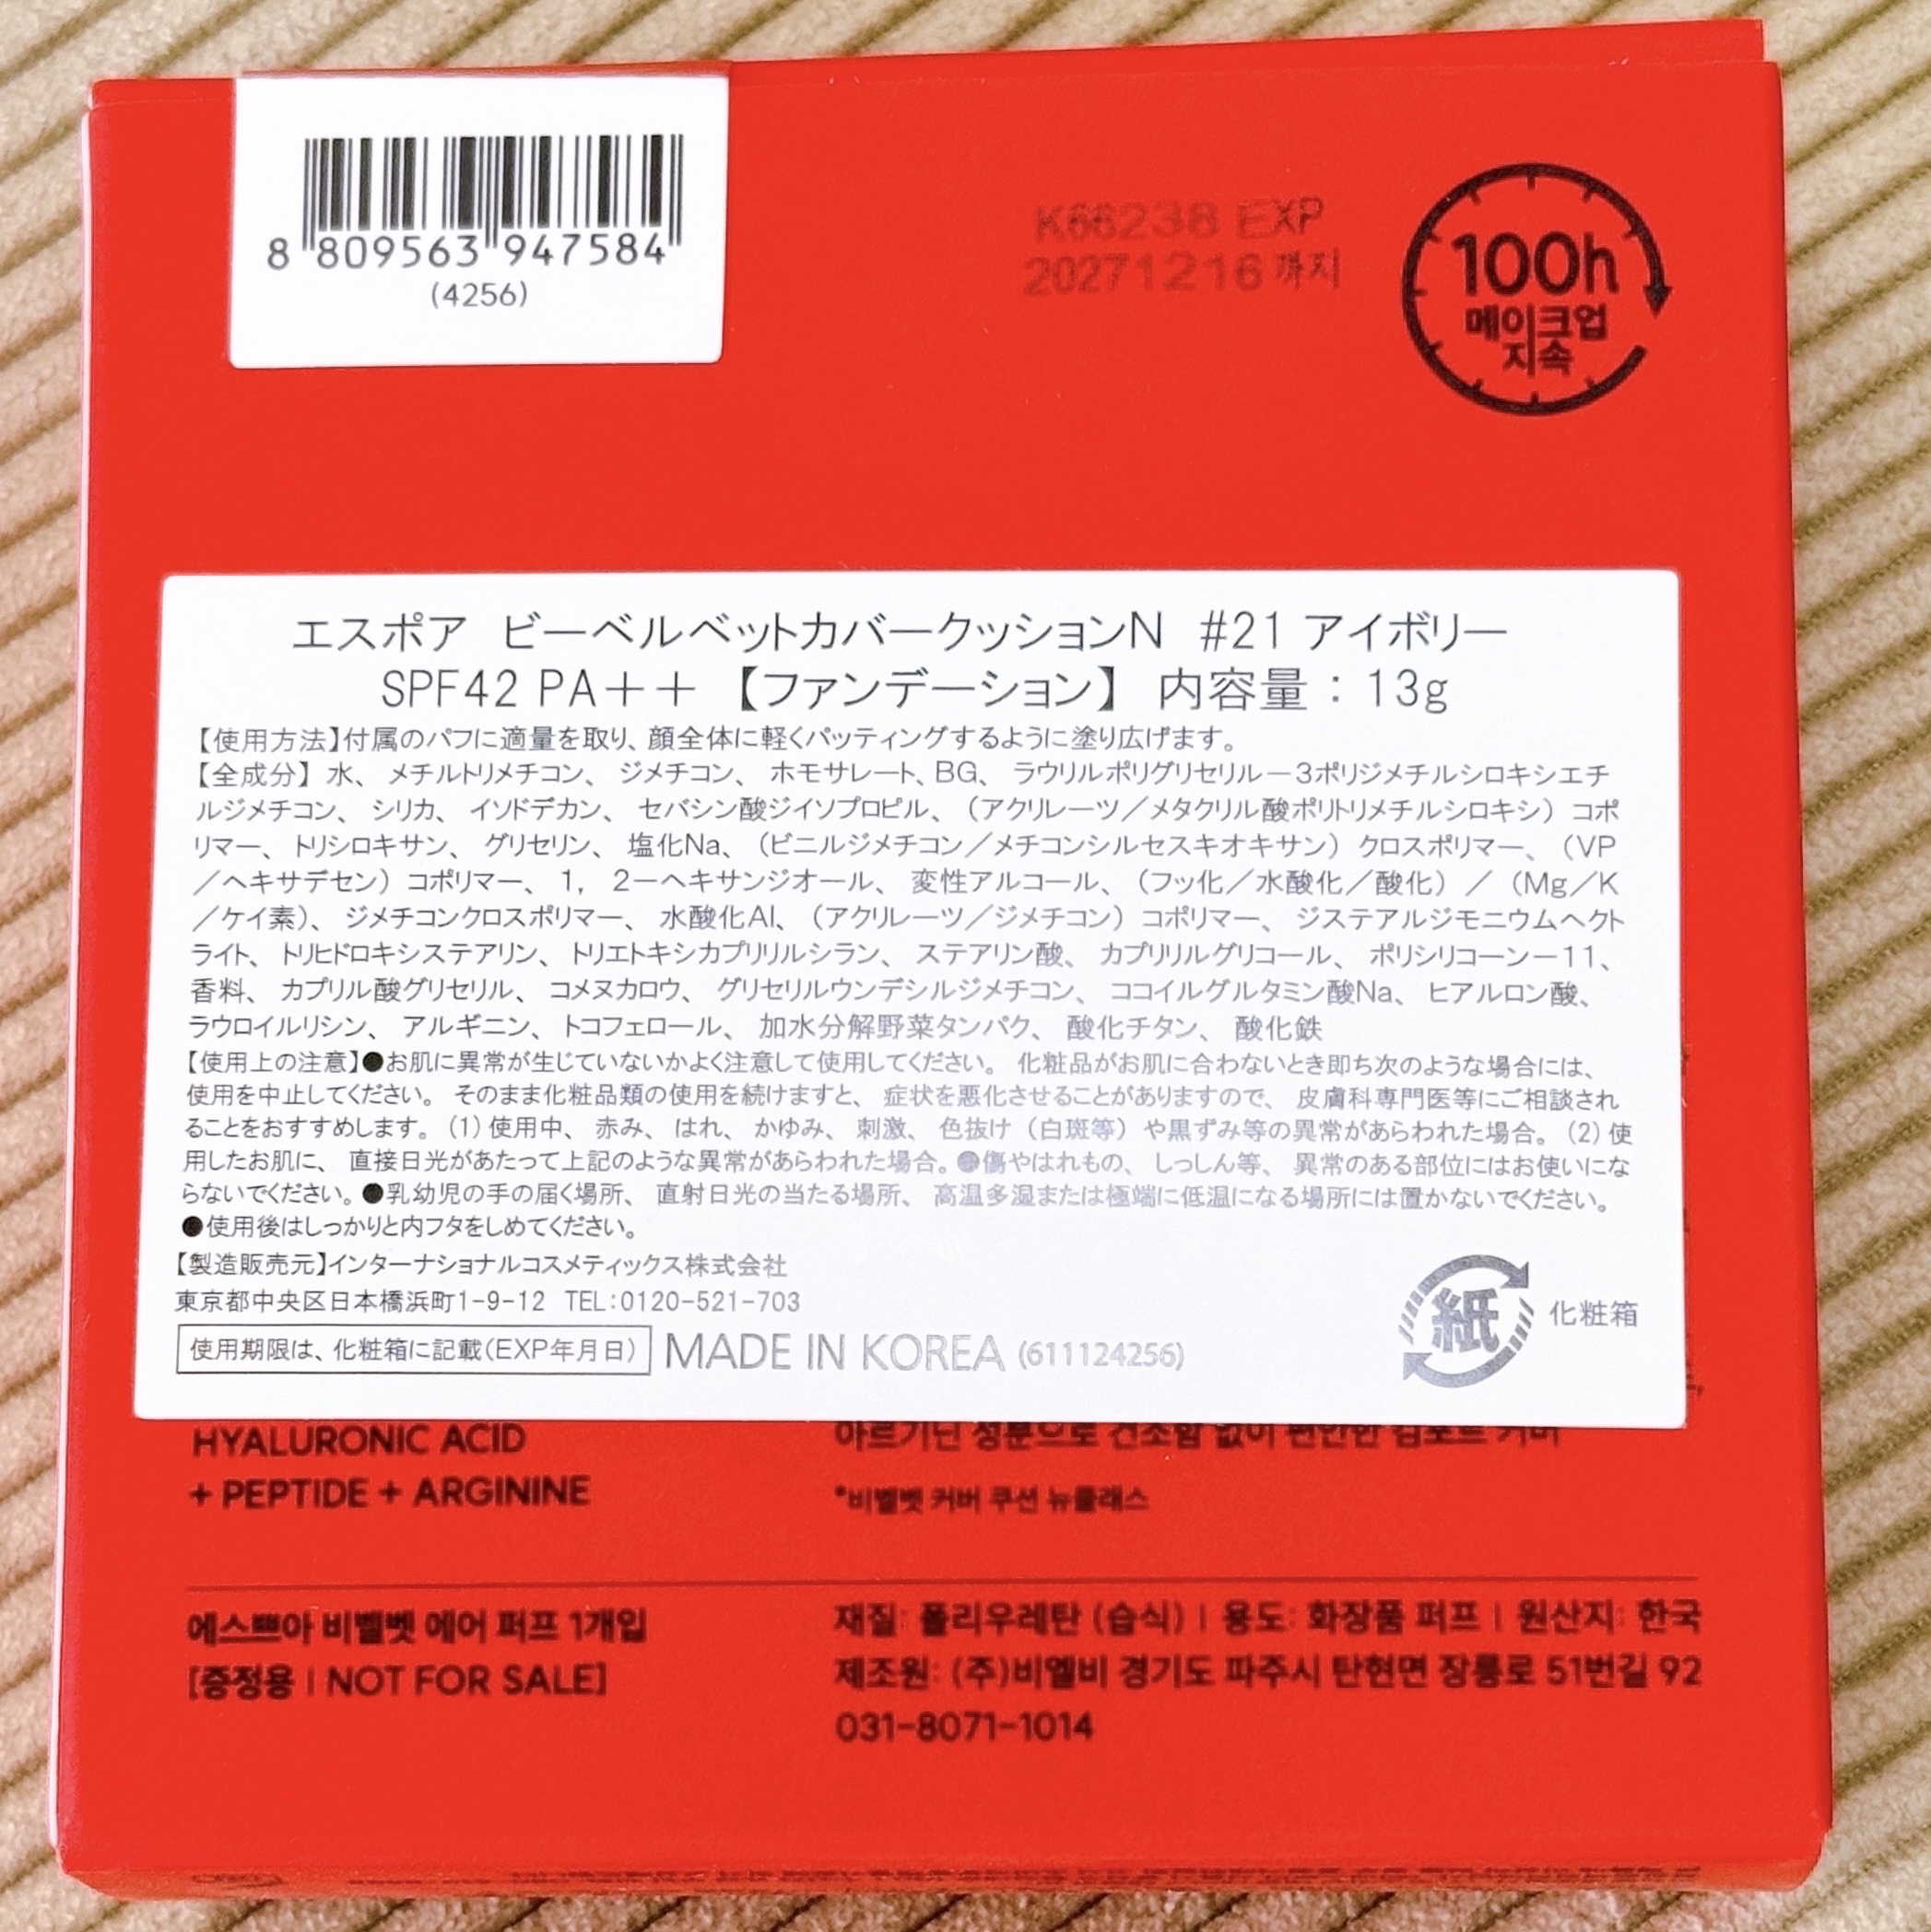 8 809563 947584
(4256)
K66238 EXP
20271216 까지
100h
메이크업
지속
エスポア ビーベルベットカバークッションN #21 アイボリー
SPF42 PA++ 【ファンデーション】 内容量：13g
【使用方法】付属のパフに適量を取り、顔全体に軽くパッティングするように塗り広げます。
【全成分】水、メチルトリメチコン、ジメチコン、ホモサレート、BG、ラウリルポリグリセリル－3ポリジメチルシロキシエチ
ルジメチコン、シリカ、イソドデカン、セバシン酸ジイソプロピル、（アクリレーツ／メタクリル酸ポリトリメチルシロキシ）コポ
リマー、トリシロキサン、グリセリン、塩化Na、（ビニルジメチコン／メチコンシルセスキオキサン）クロスポリマー、（VP
／ヘキサデセン）コポリマー、1，2－ヘキサンジオール、変性アルコール、（フッ化／水酸化／酸化）／（Mg／K
／ケイ素）、ジメチコンクロスポリマー、水酸化Al、（アクリレーツ／ジメチコン）コポリマー、ジステアルジモニウムヘクト
ライト、トリヒドロキシステアリン、トリエトキシカプリリルシラン、ステアリン酸、カプリリルグリコール、ポリシリコーン－11、
香料、カプリル酸グリセリル、コメヌカロウ、グリセリルウンデシルジメチコン、ココイルグルタミン酸Na、ヒアルロン酸、
ラウロイルリシン、アルギニン、トコフェロール、加水分解野菜タンパク、酸化チタン、酸化鉄
【使用上の注意】●お肌に異常が生じていないかよく注意して使用してください。化粧品がお肌に合わないとき即ち次のような場合には、
使用を中止してください。そのまま化粧品類の使用を続けますと、症状を悪化させることがありますので、皮膚科専門医等にご相談され
ることをおすすめします。(1)使用中、赤み、はれ、かゆみ、刺激、色抜け（白斑等）や黒ずみ等の異常があらわれた場合。(2)使
用したお肌に、直接日光があたって上記のような異常があらわれた場合。●傷やはれもの、しっしん等、異常のある部位にはお使いにな
らないでください。●乳幼児の手の届く場所、直射日光の当たる場所、高温多湿または極端に低温になる場所には置かないでください。
●使用後はしっかりと内フタをしめてください。
【製造販売元】インターナショナルコスメティックス株式会社
東京都中央区日本橋浜町1-9-12 TEL:0120-521-703
使用期限は、化粧箱に記載(EXP年月日) MADE IN KOREA (611124256)
紙 化粧箱
HYALURONIC ACID
+ PEPTIDE + ARGININE
아르기닌 성분으로 건조함 없이 편안한 컴포트 커버
*비벨벳 커버 쿠션 뉴클래스
에스쁘아 비벨벳 에어 퍼프 1개입
[증정용 | NOT FOR SALE]
재질: 폴리우레탄 (습식) | 용도: 화장품 퍼프 | 원산지: 한국
제조원: (주)비엘비 경기도 파주시 탄현면 장릉로 51번길 92
031-8071-1014